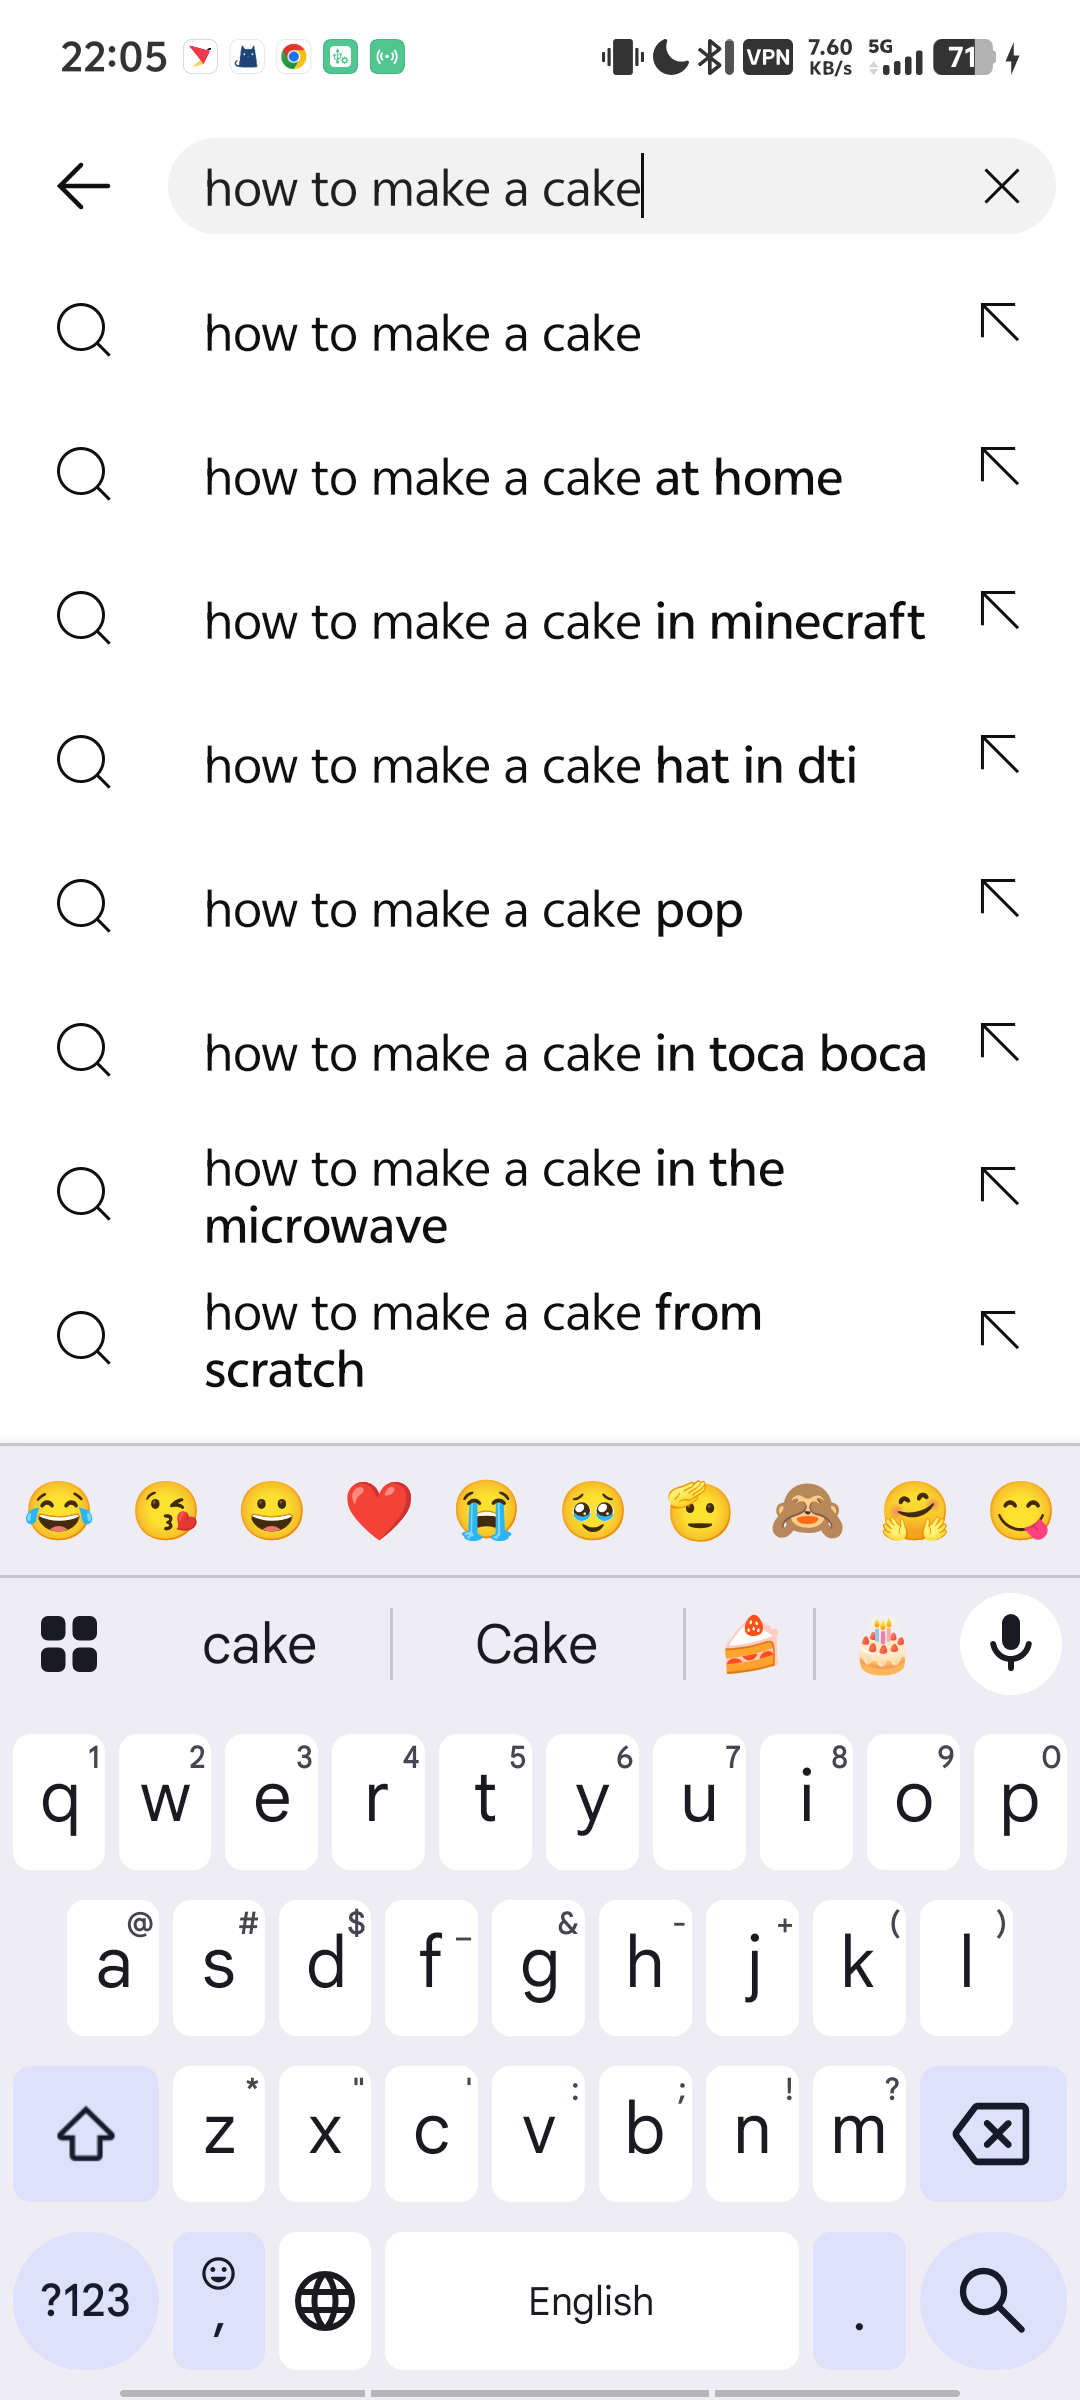 22:05 VPN 7.60 KB/s 5G 71
how to make a cake
how to make a cake
how to make a cake at home
how to make a cake in minecraft
how to make a cake hat in dti
how to make a cake pop
how to make a cake in toca boca
how to make a cake in the
microwave
how to make a cake from
scratch
cake Cake
1 2 3 4 5 6 7 8 9 0
q w e r t y u i o p
@ # $ _ & - + ( )
a s d f g h j k l
* " ' : ; ! ?
z x c v b n m
?123 , English .